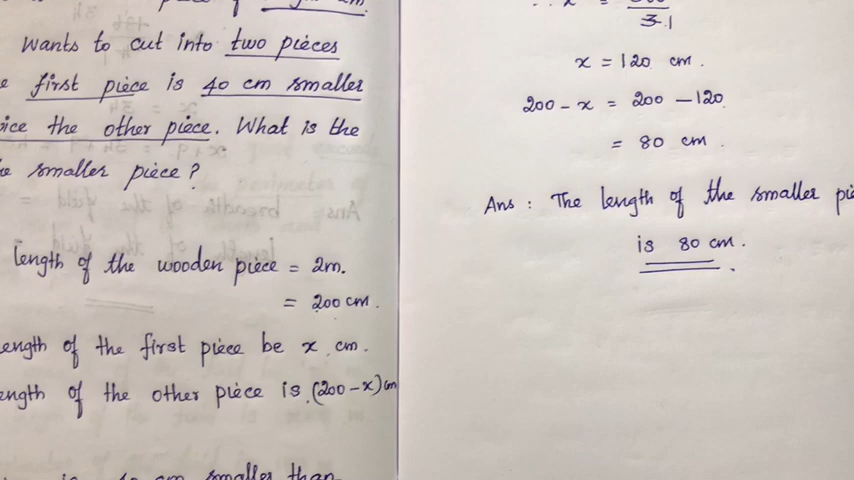 wants to cut into two pieces
first piece is 40 cm smaller
the other piece. What is the
smaller piece?
length of the wooden piece = 2m.
= 200 cm.
length of the first piece be x cm.
length of the other piece is (200 - x) cm
smaller than
x = 120 cm.
200 - x = 200 - 120
= 80 cm.
Ans : The length of the smaller
is 80 cm.